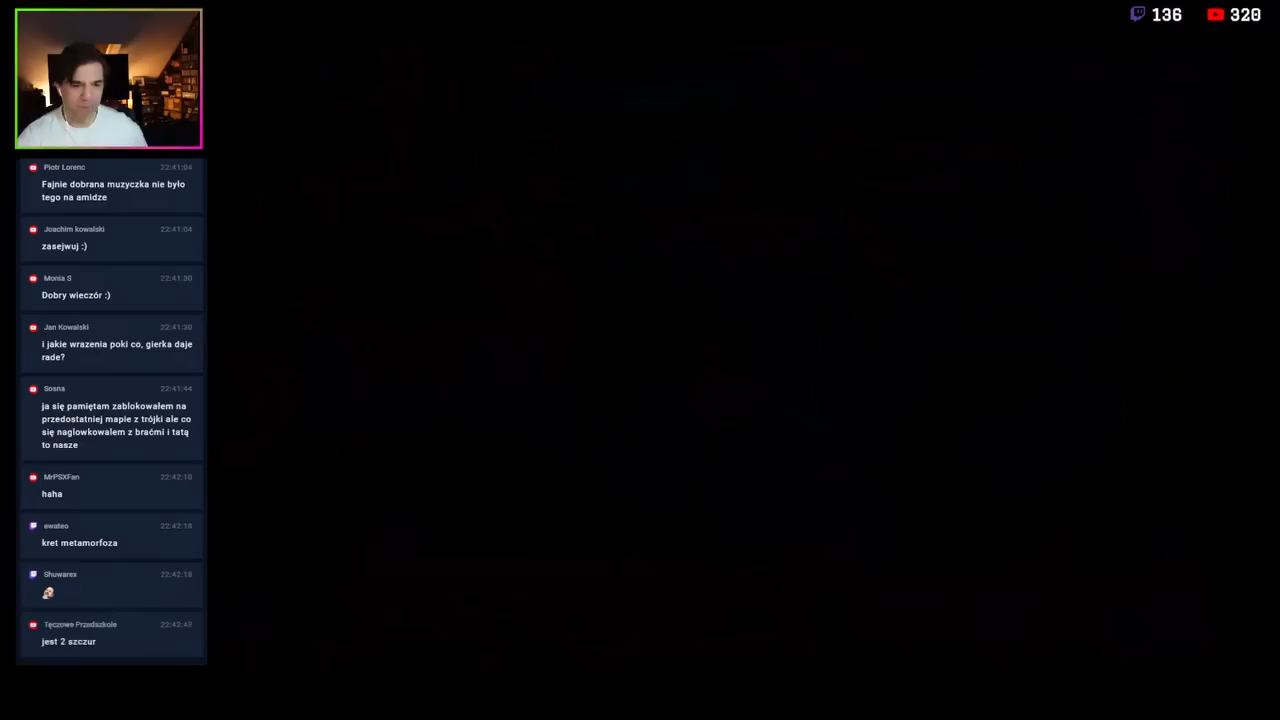 136
320
Piotr Lorenc 22:41:04
Fajnie dobrana muzyczka nie było
tego na amidze
Joachim kowalski 22:41:04
zasejwuj :)
Monia S 22:41:30
Dobry wieczór :)
Jan Kowalski 22:41:30
i jakie wrazenia poki co, gierka daje
rade?
Sosna 22:41:44
ja się pamiętam zablokowałem na
przedostatniej mapie z trójki ale co
się naglowkowalem z braćmi i tatą
to nasze
MrPSXFan 22:42:10
haha
ewateo 22:42:18
kret metamorfoza
Shuwarex 22:42:18
Tęczowe Przedszkole 22:42:43
jest 2 szczur